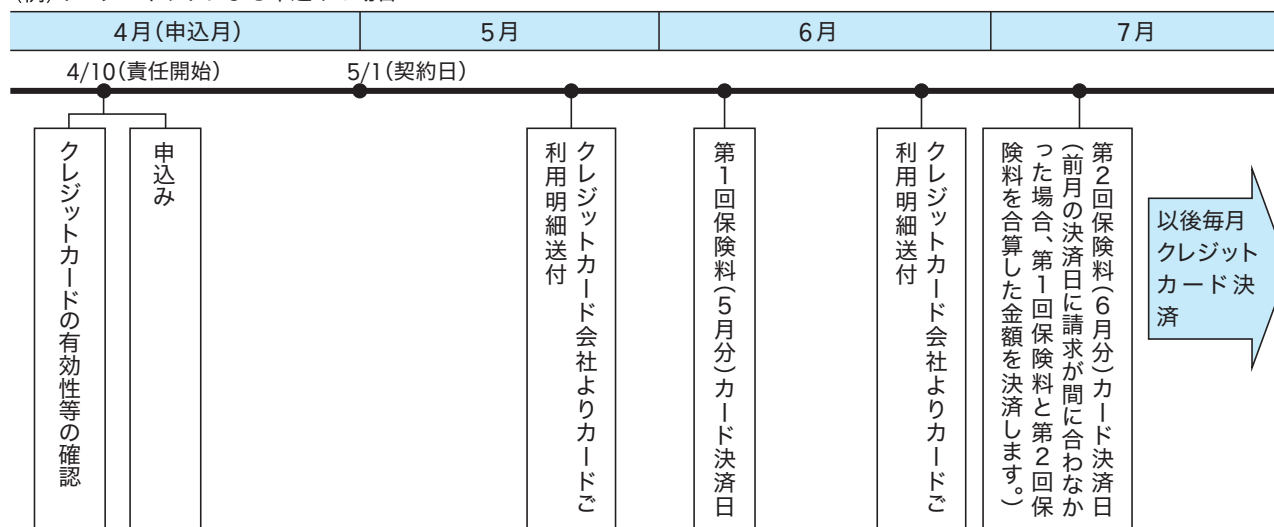 4月(申込月)
5月
6月
7月
4/10(責任開始)
5/1(契約日)
クレジットカードの有効性等の確認
申込み
クレジットカード会社よりカードご
利用明細送付
第1回保険料(5月分)カード決済日
クレジットカード会社よりカードご
利用明細送付
第2回保険料(6月分)カード決済日
(前月の決済日に請求が間に合わなか
った場合、第1回保険料と第2回保
険料を合算した金額を決済します。)
以後毎月
クレジット
カード決
済